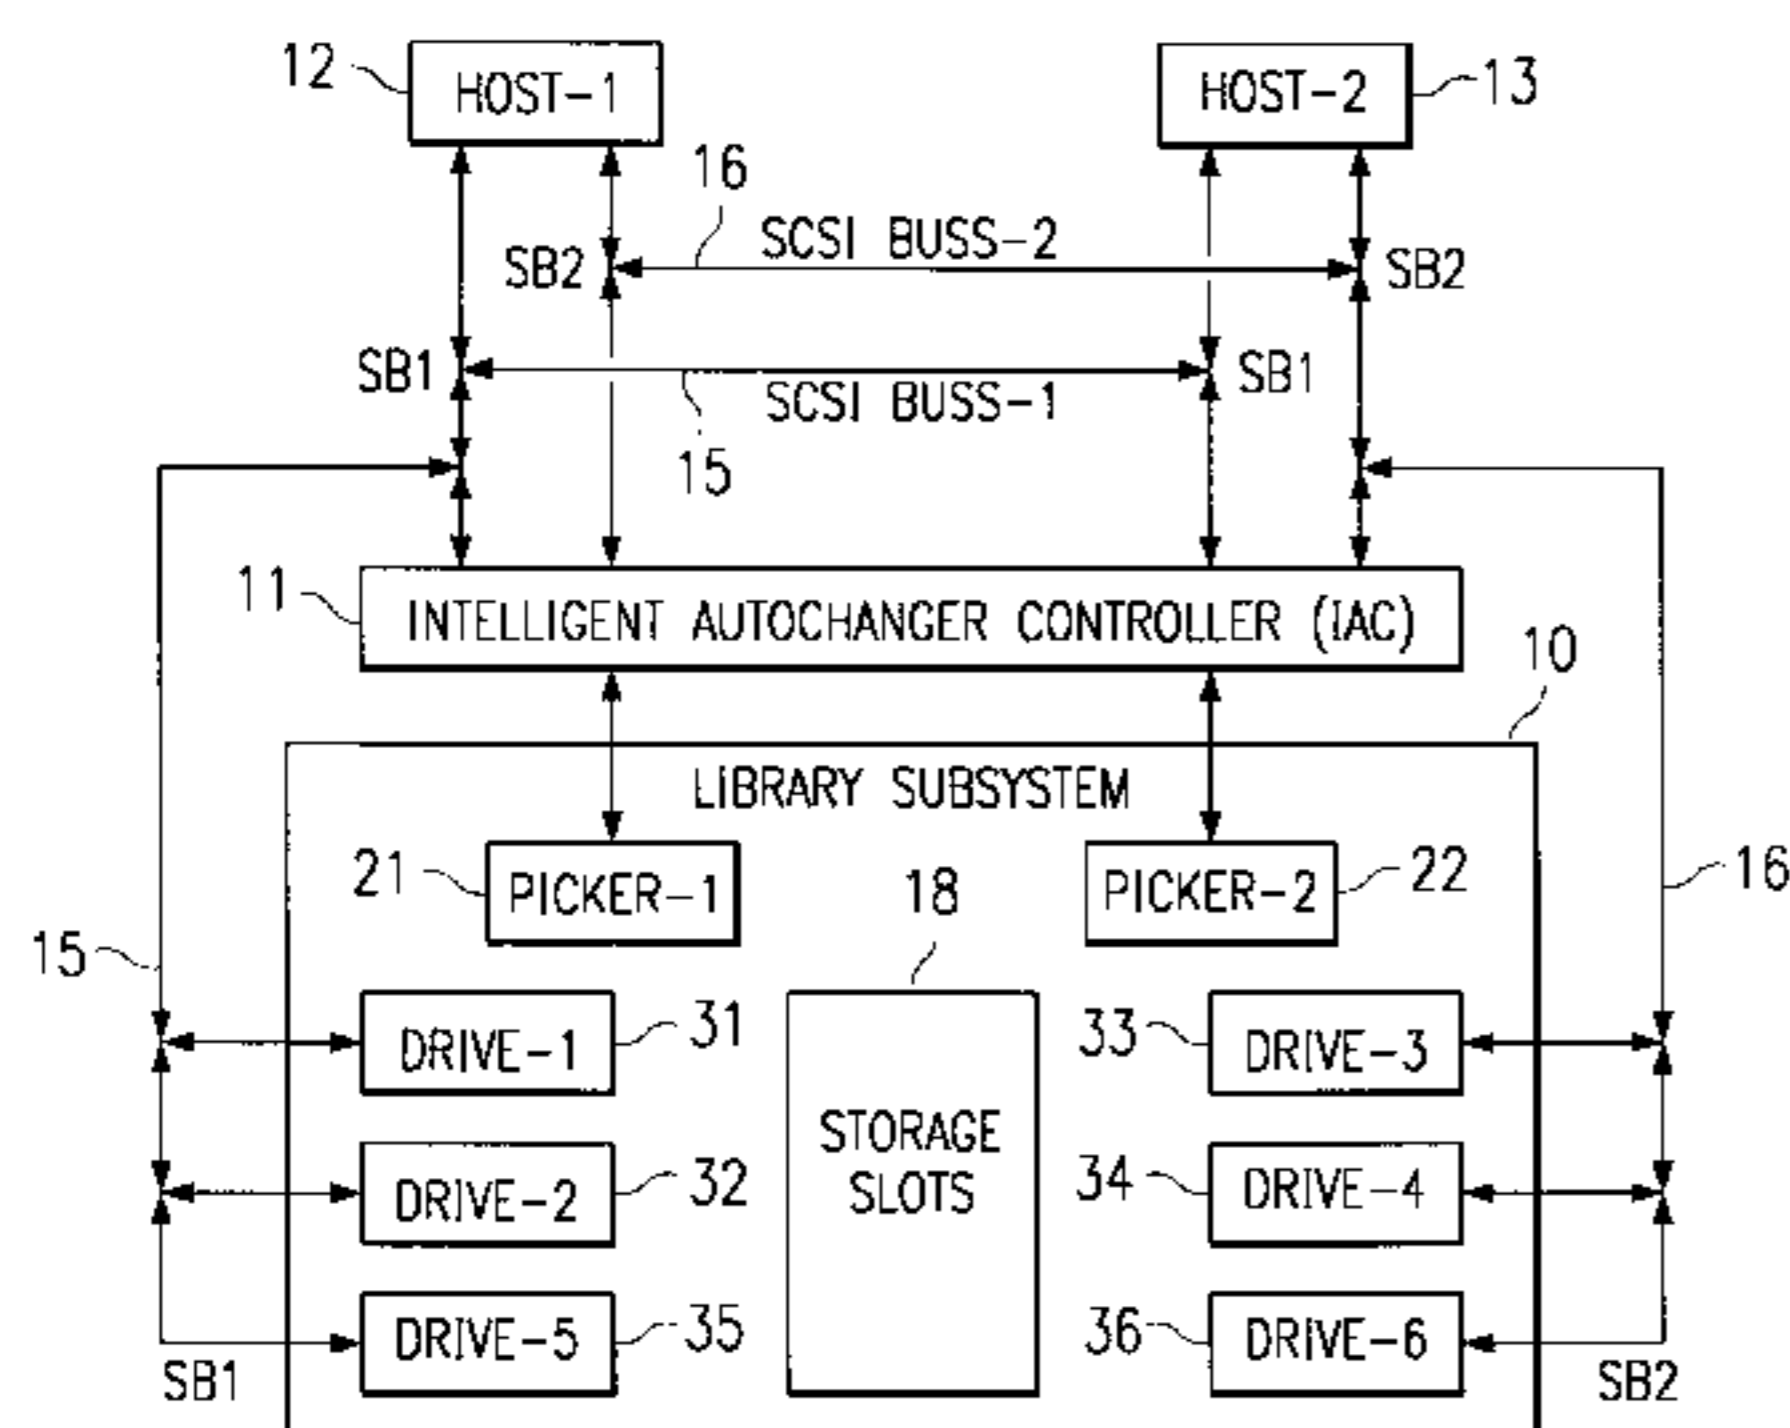 12 HOST-1 HOST-2 13
16
SCSI BUSS-2
SB2 SB2
SB1 SB1
SCSI BUSS-1
15
11 INTELLIGENT AUTOCHANGER CONTROLLER (IAC)
10
LIBRARY SUBSYSTEM
21 PICKER-1 18 PICKER-2 22 16
15
DRIVE-1 31 33 DRIVE-3
STORAGE
SLOTS
DRIVE-2 32 34 DRIVE-4
DRIVE-5 35 36 DRIVE-6
SB1 SB2